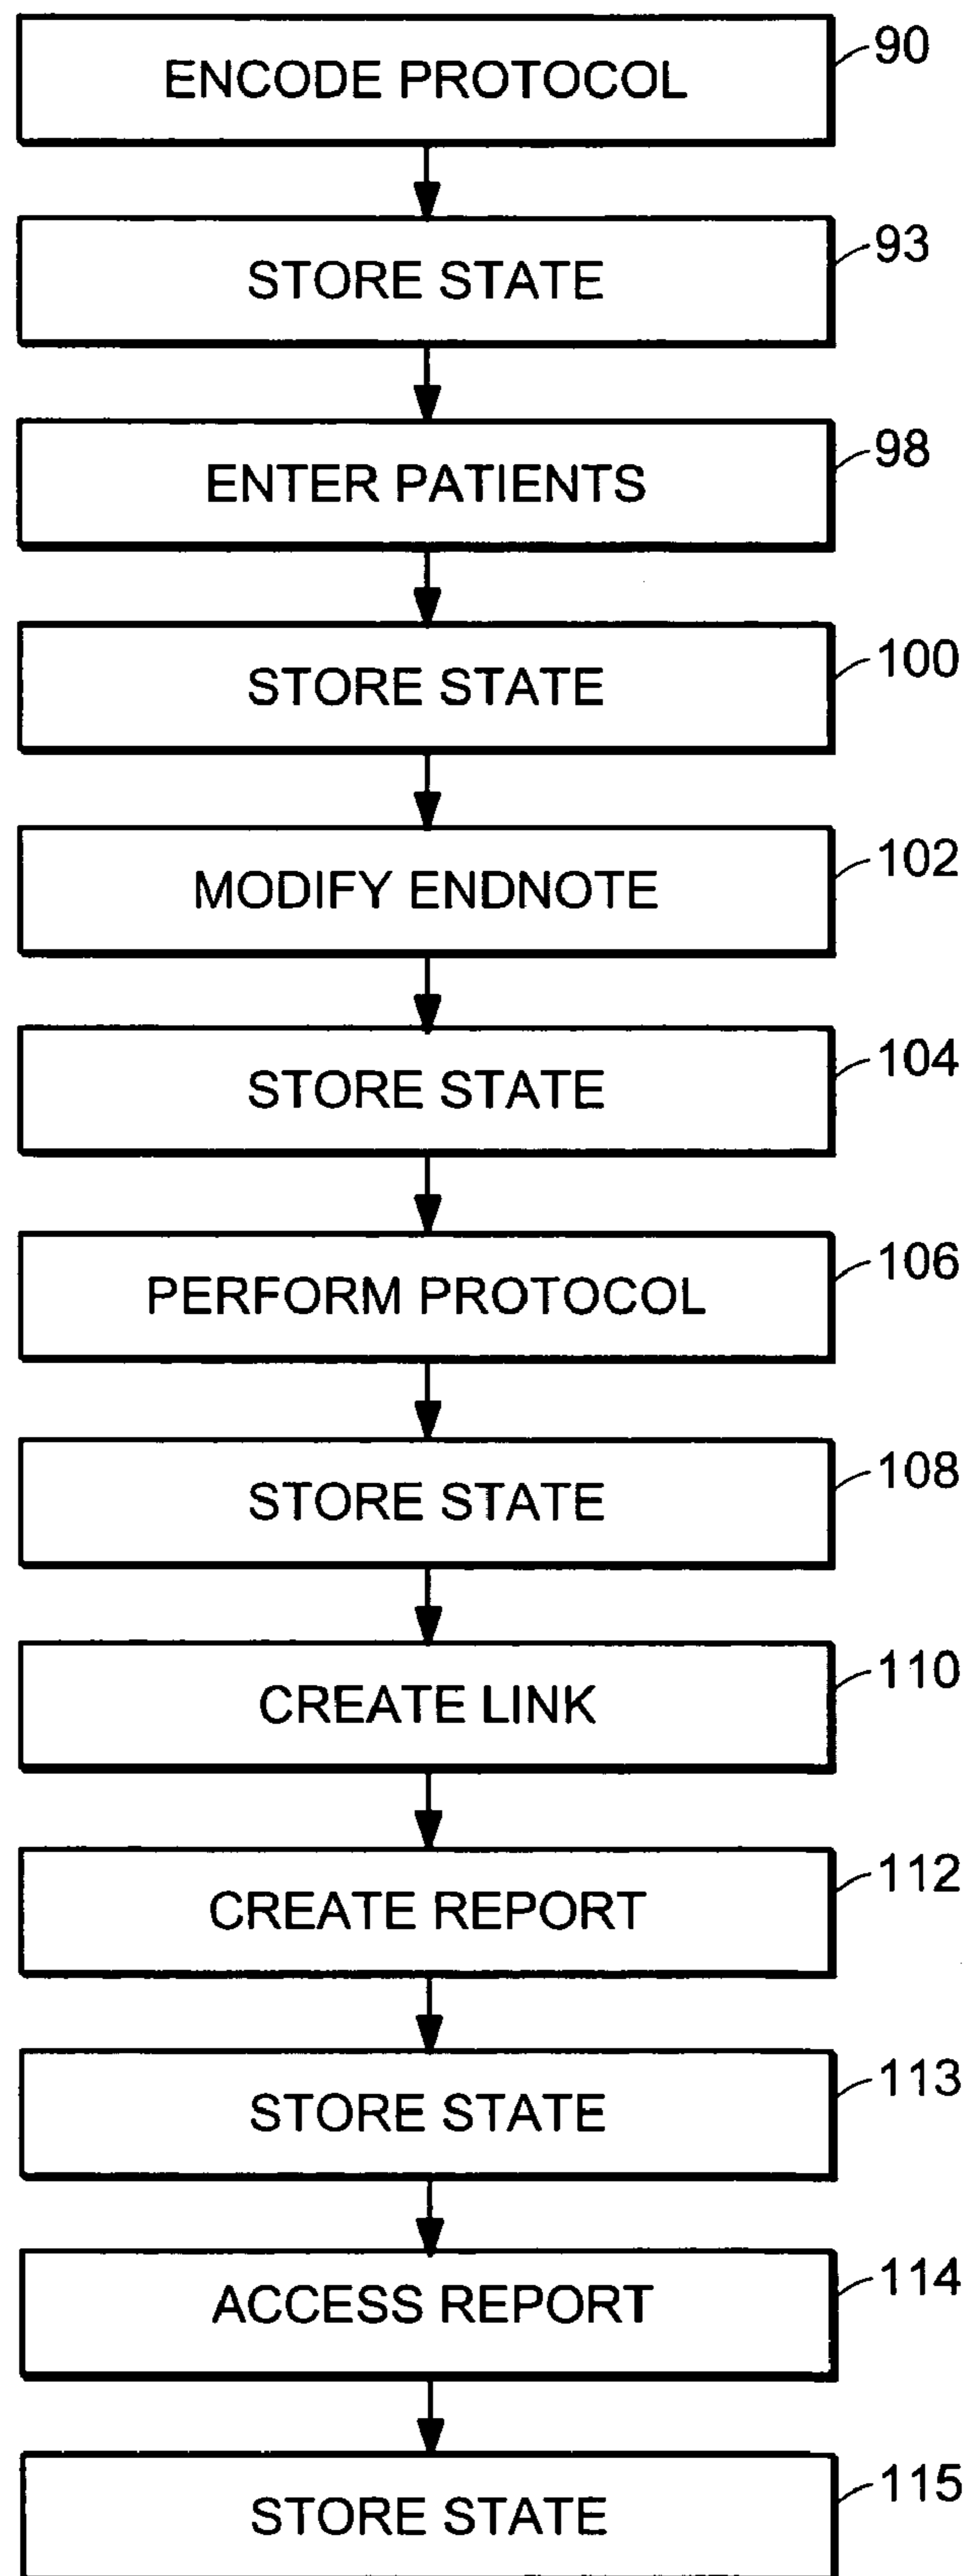 ENCODE PROTOCOL 90
STORE STATE 93
ENTER PATIENTS 98
STORE STATE 100
MODIFY ENDNOTE 102
STORE STATE 104
PERFORM PROTOCOL 106
STORE STATE 108
CREATE LINK 110
CREATE REPORT 112
STORE STATE 113
ACCESS REPORT 114
STORE STATE 115